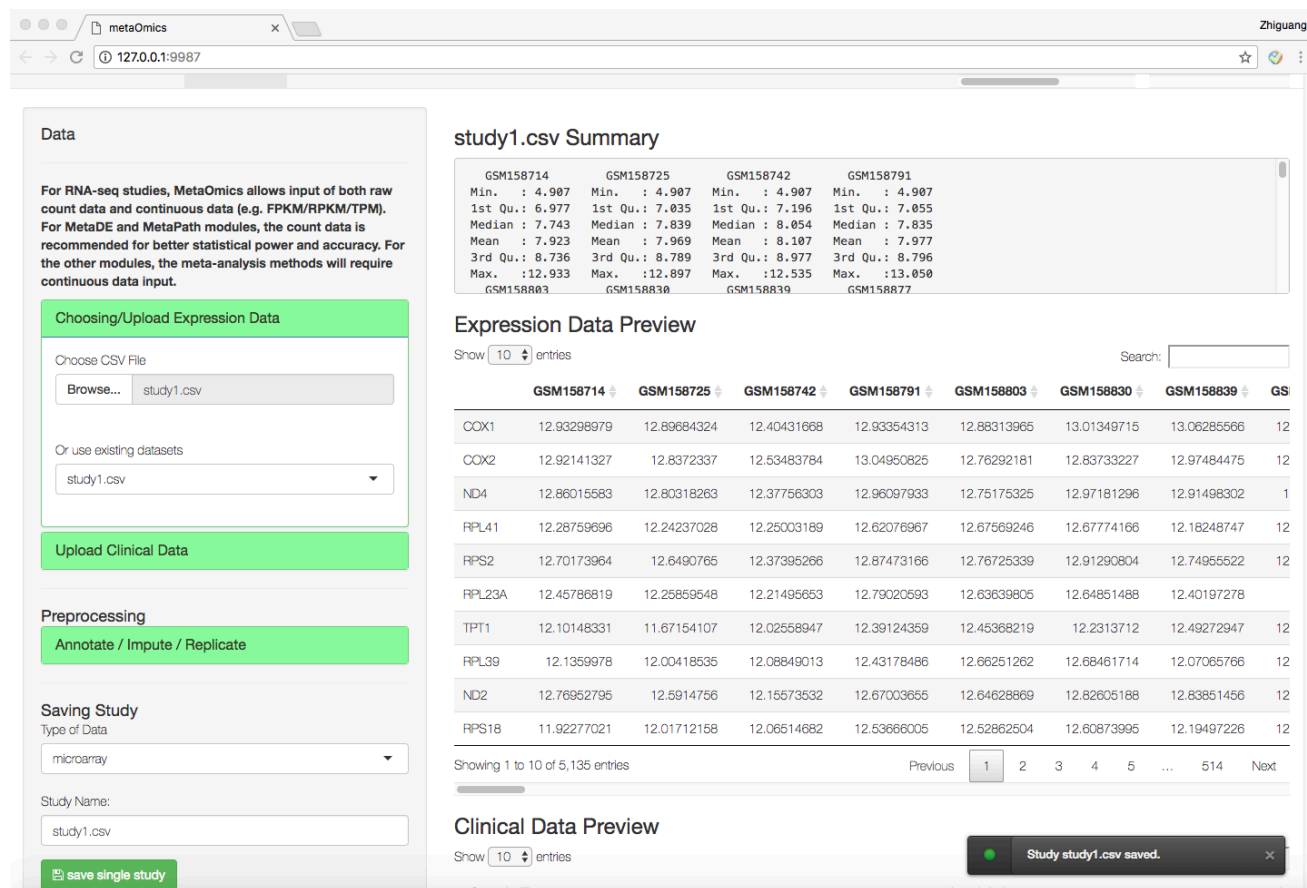 metaOmics
Zhiguang
127.0.0.1:9987
Data
For RNA-seq studies, MetaOmics allows input of both raw
count data and continuous data (e.g. FPKM/RPKM/TPM).
For MetaDE and MetaPath modules, the count data is
recommended for better statistical power and accuracy. For
the other modules, the meta-analysis methods will require
continuous data input.
Choosing/Upload Expression Data
Choose CSV File
Browse... study1.csv
Or use existing datasets
study1.csv
Upload Clinical Data
Preprocessing
Annotate / Impute / Replicate
Saving Study
Type of Data
microarray
Study Name:
study1.csv
save single study
study1.csv Summary
GSM158714 GSM158725 GSM158742 GSM158791
Min. : 4.907 Min. : 4.907 Min. : 4.907 Min. : 4.907
1st Qu.: 6.977 1st Qu.: 7.035 1st Qu.: 7.196 1st Qu.: 7.055
Median : 7.743 Median : 7.839 Median : 8.054 Median : 7.835
Mean : 7.923 Mean : 7.969 Mean : 8.107 Mean : 7.977
3rd Qu.: 8.736 3rd Qu.: 8.789 3rd Qu.: 8.977 3rd Qu.: 8.796
Max. :12.933 Max. :12.897 Max. :12.535 Max. :13.050
GSM158803 GSM158830 GSM158839 GSM158877
Expression Data Preview
Show 10 entries Search:
GSM158714 GSM158725 GSM158742 GSM158791 GSM158803 GSM158830 GSM158839 GS
COX1 12.93298979 12.89684324 12.40431668 12.93354313 12.88313965 13.01349715 13.06285566 12
COX2 12.92141327 12.8372337 12.53483784 13.04950825 12.76292181 12.83733227 12.97484475 12
ND4 12.86015583 12.80318263 12.37756303 12.96097933 12.75175325 12.97181296 12.91498302 1
RPL41 12.28759696 12.24237028 12.25003189 12.62076967 12.67569246 12.67774166 12.18248747 12
RPS2 12.70173964 12.6490765 12.37395266 12.87473166 12.76725339 12.91290804 12.74955522 12
RPL23A 12.45786819 12.25859548 12.21495653 12.79020593 12.63639805 12.64851488 12.40197278
TPT1 12.10148331 11.67154107 12.02558947 12.39124359 12.45368219 12.2313712 12.49272947 12
RPL39 12.1359978 12.00418535 12.08849013 12.43178486 12.66251262 12.68461714 12.07065766 12
ND2 12.76952795 12.5914756 12.15573532 12.67003655 12.64628869 12.82605188 12.83851456 12
RPS18 11.92277021 12.01712158 12.06514682 12.53666005 12.52862504 12.60873995 12.19497226 12
Showing 1 to 10 of 5,135 entries Previous 1 2 3 4 5 … 514 Next
Clinical Data Preview
Show 10 entries
Study study1.csv saved.